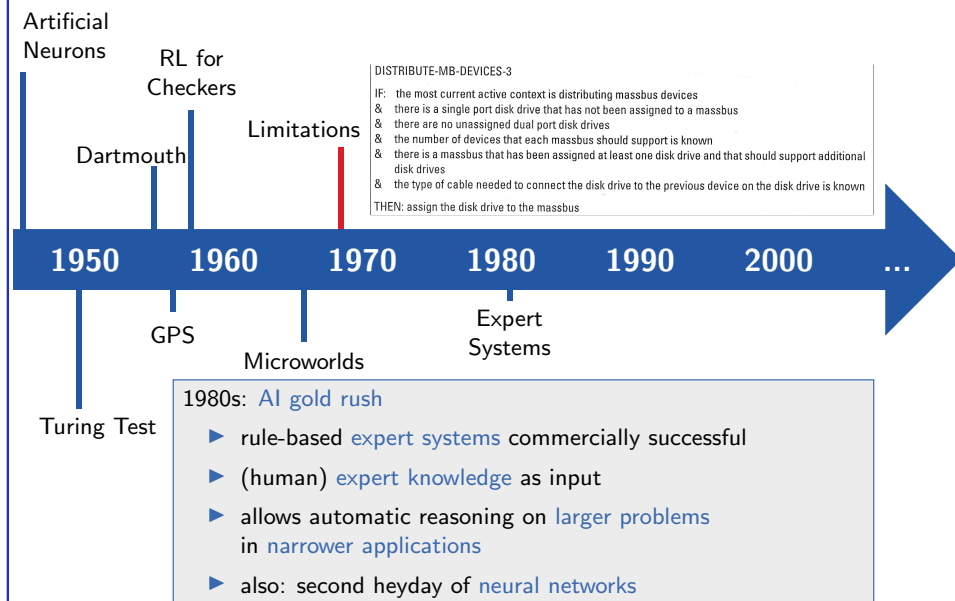 Artificial
Neurons
RL for
Checkers
Dartmouth
Limitations
DISTRIBUTE-MB-DEVICES-3
IF: the most current active context is distributing massbus devices
& there is a single port disk drive that has not been assigned to a massbus
& there are no unassigned dual port disk drives
& the number of devices that each massbus should support is known
& there is a massbus that has been assigned at least one disk drive and that should support additional
disk drives
& the type of cable needed to connect the disk drive to the previous device on the disk drive is known
THEN: assign the disk drive to the massbus
1950 1960 1970 1980 1990 2000 ...
GPS
Microworlds
Expert
Systems
Turing Test
1980s: AI gold rush
▶ rule-based expert systems commercially successful
▶ (human) expert knowledge as input
▶ allows automatic reasoning on larger problems
in narrower applications
▶ also: second heyday of neural networks